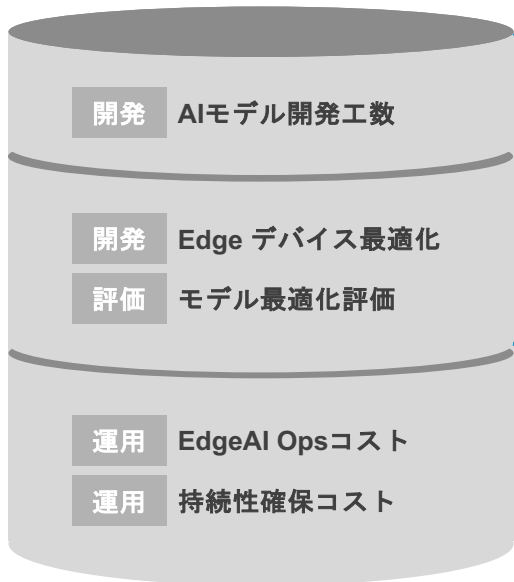 開発 AIモデル開発工数
開発 Edge デバイス最適化
評価 モデル最適化評価
運用 EdgeAI Opsコスト
運用 持続性確保コスト